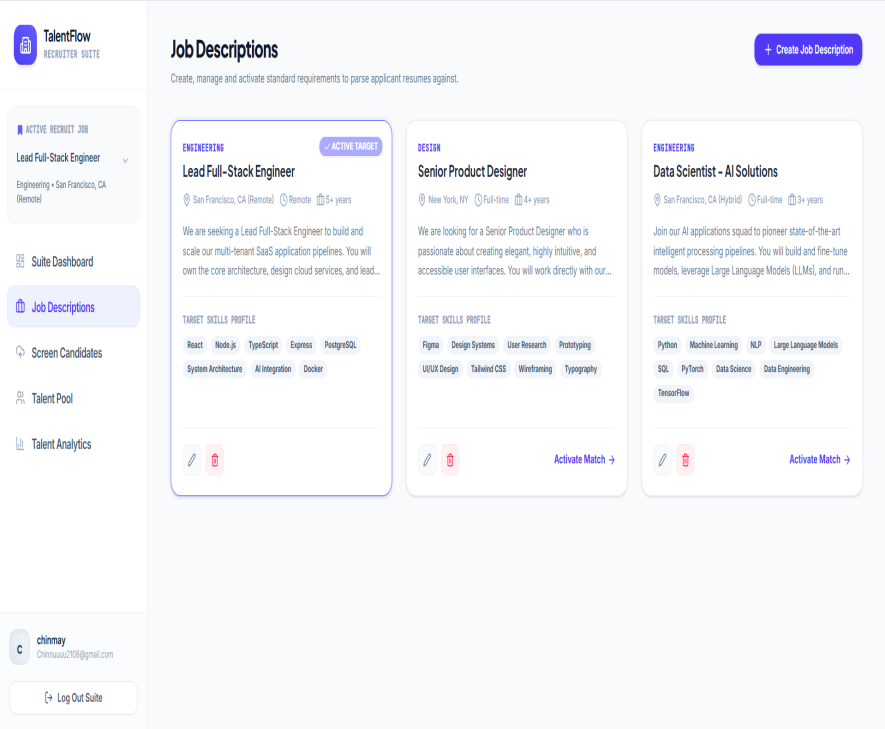 TalentFlow
RECRUITER SUITE
ACTIVE RECRUIT JOB
Lead Full-Stack Engineer
Engineering • San Francisco, CA
(Remote)
Suite Dashboard
Job Descriptions
Screen Candidates
Talent Pool
Talent Analytics
C
chinmay
Chinnuuuu2108@gmail.com
Log Out Suite
Job Descriptions
Create, manage and activate standard requirements to parse applicant resumes against.
+ Create Job Description
ENGINEERING
✓ ACTIVE TARGET
Lead Full-Stack Engineer
San Francisco, CA (Remote) Remote 5+ years
We are seeking a Lead Full-Stack Engineer to build and
scale our multi-tenant SaaS application pipelines. You will
own the core architecture, design cloud services, and lead...
TARGET SKILLS PROFILE
React Node.js TypeScript Express PostgreSQL
System Architecture AI Integration Docker
DESIGN
Senior Product Designer
New York, NY Full-time 4+ years
We are looking for a Senior Product Designer who is
passionate about creating elegant, highly intuitive, and
accessible user interfaces. You will work directly with our...
TARGET SKILLS PROFILE
Figma Design Systems User Research Prototyping
UI/UX Design Tailwind CSS Wireframing Typography
Activate Match →
ENGINEERING
Data Scientist - AI Solutions
San Francisco, CA (Hybrid) Full-time 3+ years
Join our AI applications squad to pioneer state-of-the-art
intelligent processing pipelines. You will build and fine-tune
models, leverage Large Language Models (LLMs), and run...
TARGET SKILLS PROFILE
Python Machine Learning NLP Large Language Models
SQL PyTorch Data Science Data Engineering
TensorFlow
Activate Match →